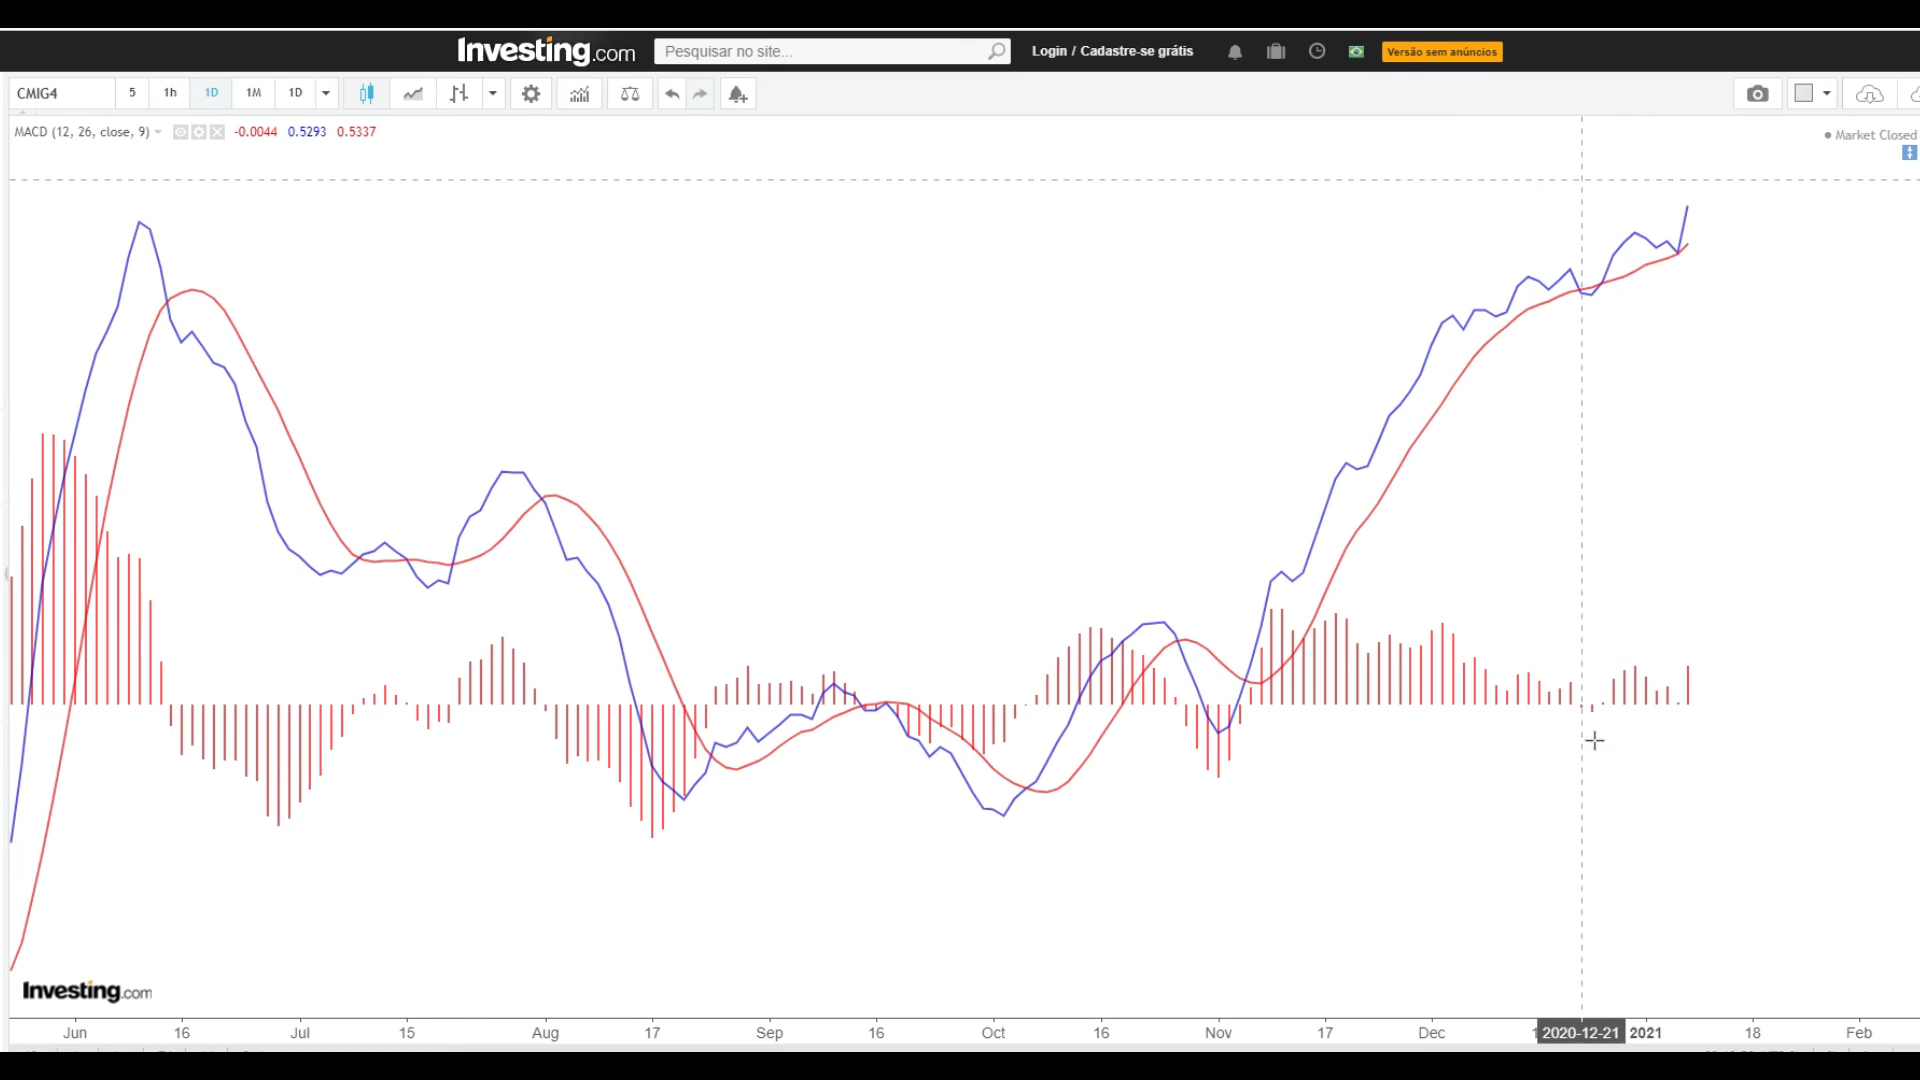 Investing.com
Pesquisar no site...
Login / Cadastre-se grátis
Versão sem anúncios
CMIG4
5
1h
1D
1M
1D
MACD (12, 26, close, 9)
-0.0044
0.5293
0.5337
Market Closed
Investing.com
Jun
16
Jul
15
Aug
17
Sep
16
Oct
16
Nov
17
Dec
2020-12-21
2021
18
Feb